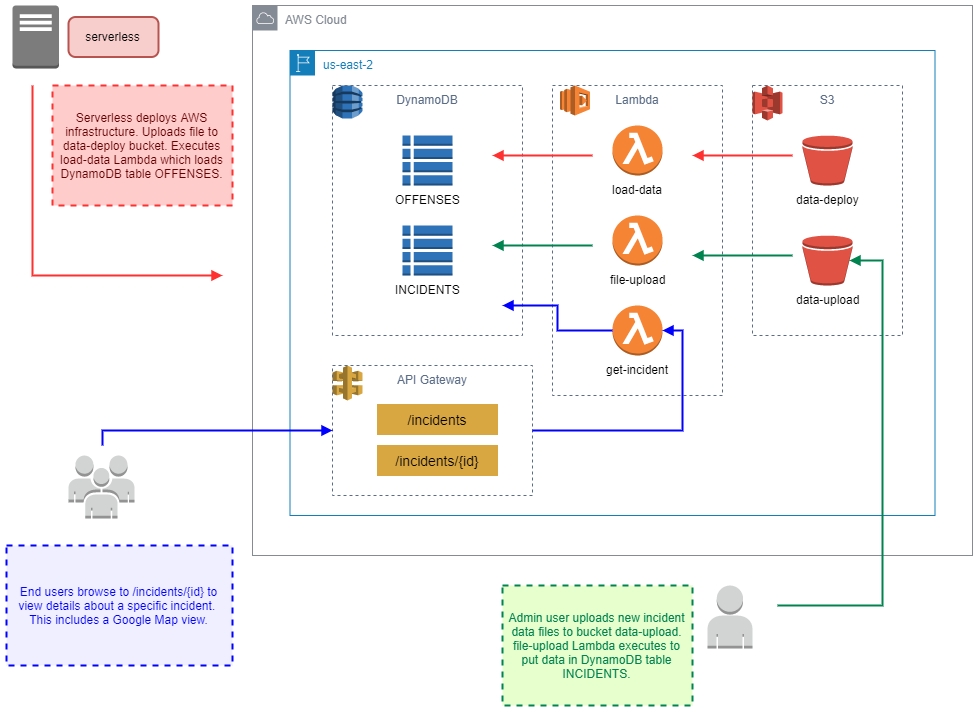 serverless
Serverless deploys AWS
infrastructure. Uploads file to
data-deploy bucket. Executes
load-data Lambda which loads
DynamoDB table OFFENSES.
AWS Cloud
us-east-2
DynamoDB
OFFENSES
INCIDENTS
Lambda
load-data
file-upload
get-incident
S3
data-deploy
data-upload
API Gateway
/incidents
/incidents/{id}
End users browse to /incidents/{id} to
view details about a specific incident.
This includes a Google Map view.
Admin user uploads new incident
data files to bucket data-upload.
file-upload Lambda executes to
put data in DynamoDB table
INCIDENTS.